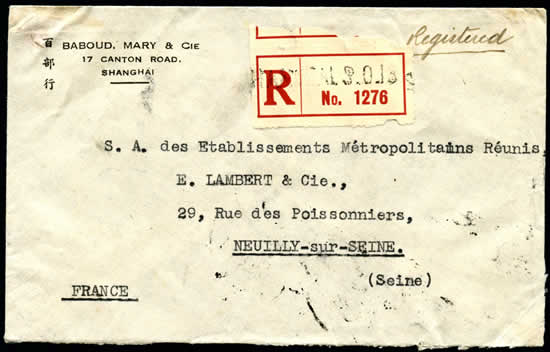 百部行
BABOUD, MARY & CIE
17 CANTON ROAD.
SHANGHAI
Registered
R
No. 1276
S. A. des Etablissements Métropolitains Réunis,
E. LAMBERT & Cie.,
29, Rue des Poissonniers,
NEUILLY-sur-SEINE.
(Seine)
FRANCE